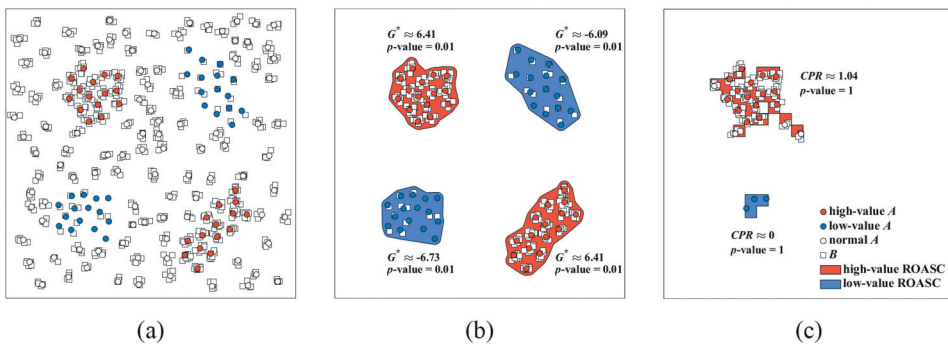 G* ≈ 6.41
p-value = 0.01
G* ≈ -6.09
p-value = 0.01
G* ≈ -6.73
p-value = 0.01
G* ≈ 6.41
p-value = 0.01
CPR ≈ 1.04
p-value = 1
CPR ≈ 0
p-value = 1
high-value A
low-value A
normal A
B
high-value ROASC
low-value ROASC
(a)
(b)
(c)